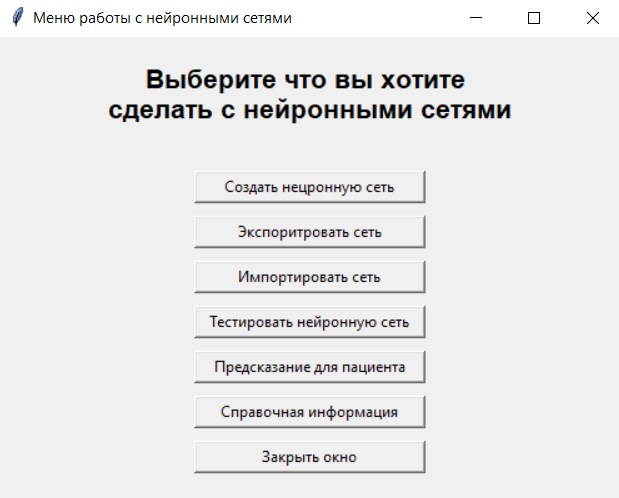 Меню работы с нейронными сетями
Выберите что вы хотите
сделать с нейронными сетями
Создать нецронную сеть
Экспоритровать сеть
Импортировать сеть
Тестировать нейронную сеть
Предсказание для пациента
Справочная информация
Закрыть окно